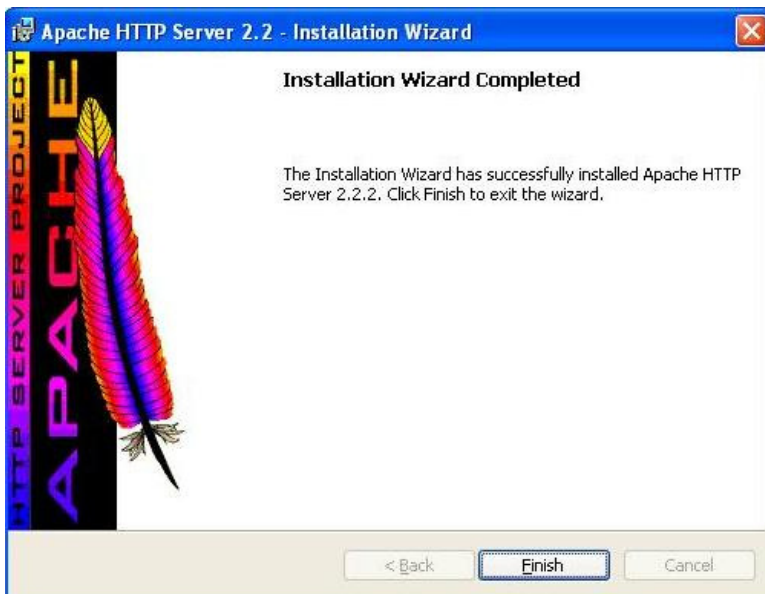 Apache HTTP Server 2.2 - Installation Wizard
HTTP SERVER PROJECT
APACHE
Installation Wizard Completed
The Installation Wizard has successfully installed Apache HTTP
Server 2.2.2. Click Finish to exit the wizard.
< Back
Finish
Cancel